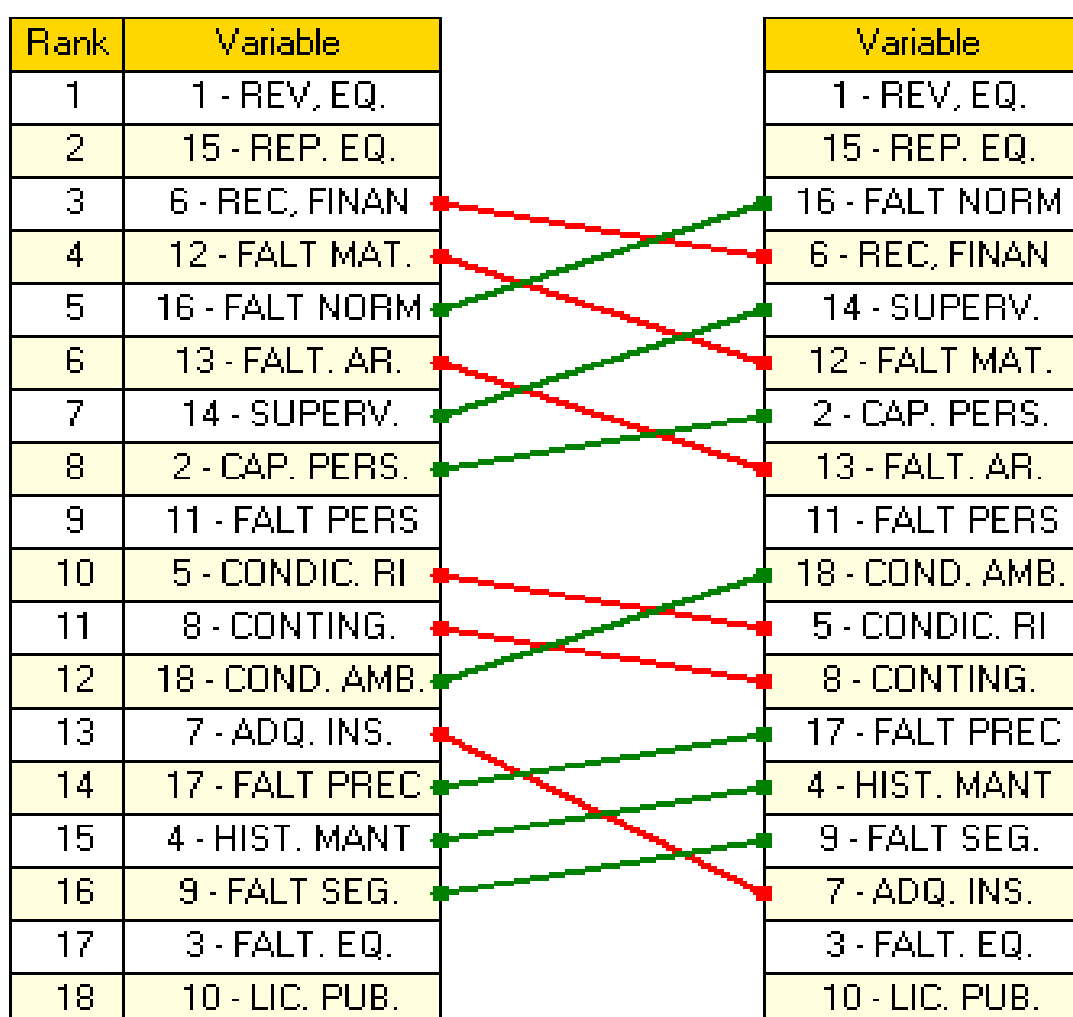 Rank Variable Variable
1 1 - REV, EQ. 1 - REV, EQ.
2 15 - REP. EQ. 15 - REP. EQ.
3 6 - REC, FINAN 16 - FALT NORM
4 12 - FALT MAT. 6 - REC, FINAN
5 16 - FALT NORM 14 - SUPERV.
6 13 - FALT. AR. 12 - FALT MAT.
7 14 - SUPERV. 2 - CAP. PERS.
8 2 - CAP. PERS. 13 - FALT. AR.
9 11 - FALT PERS 11 - FALT PERS
10 5 - CONDIC. RI 18 - COND. AMB.
11 8 - CONTING. 5 - CONDIC. RI
12 18 - COND. AMB. 8 - CONTING.
13 7 - ADQ. INS. 17 - FALT PREC
14 17 - FALT PREC 4 - HIST. MANT
15 4 - HIST. MANT 9 - FALT SEG.
16 9 - FALT SEG. 7 - ADQ. INS.
17 3 - FALT. EQ. 3 - FALT. EQ.
18 10 - LIC. PUB. 10 - LIC. PUB.